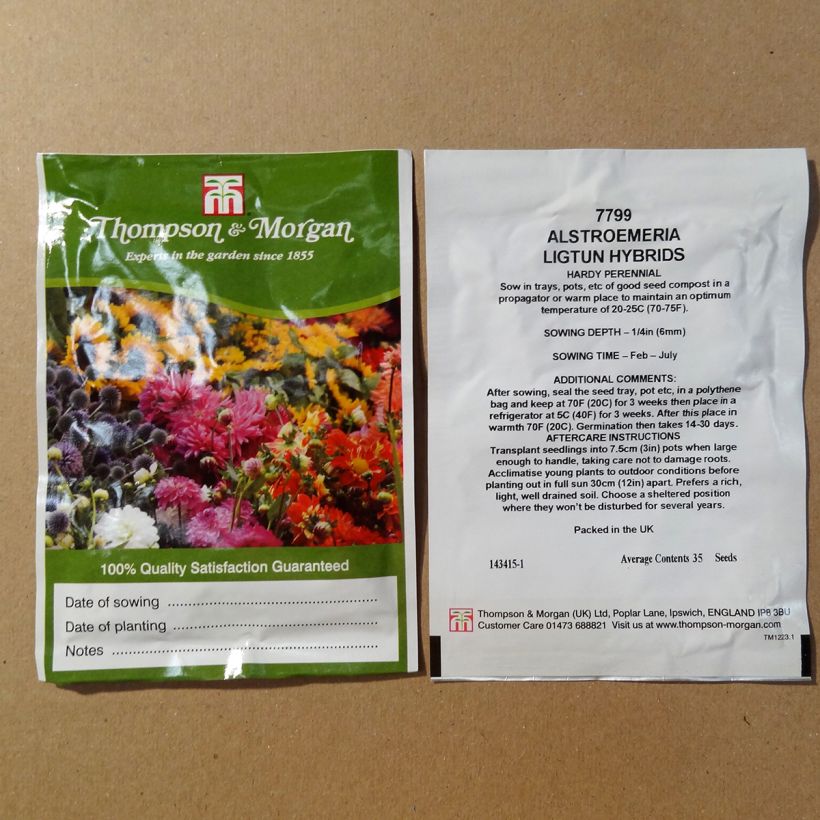 Thompson & Morgan
Experts in the garden since 1855
100% Quality Satisfaction Guaranteed
Date of sowing
Date of planting
Notes
7799
ALSTROEMERIA
LIGTUN HYBRIDS
HARDY PERENNIAL
Sow in trays, pots, etc of good seed compost in a
propagator or warm place to maintain an optimum
temperature of 20-25C (70-75F).
SOWING DEPTH – 1/4in (6mm)
SOWING TIME – Feb – July
ADDITIONAL COMMENTS:
After sowing, seal the seed tray, pot etc, in a polythene
bag and keep at 70F (20C) for 3 weeks then place in a
refrigerator at 5C (40F) for 3 weeks. After this place in
warmth 70F (20C). Germination then takes 14-30 days.
AFTERCARE INSTRUCTIONS
Transplant seedlings into 7.5cm (3in) pots when large
enough to handle, taking care not to damage roots.
Acclimatise young plants to outdoor conditions before
planting out in full sun 30cm (12in) apart. Prefers a rich,
light, well drained soil. Choose a sheltered position
where they won't be disturbed for several years.
Packed in the UK
143415-1 Average Contents 35 Seeds
Thompson & Morgan (UK) Ltd, Poplar Lane, Ipswich, ENGLAND IP8 3BU
Customer Care 01473 688821 Visit us at www.thompson-morgan.com
TM1223.1